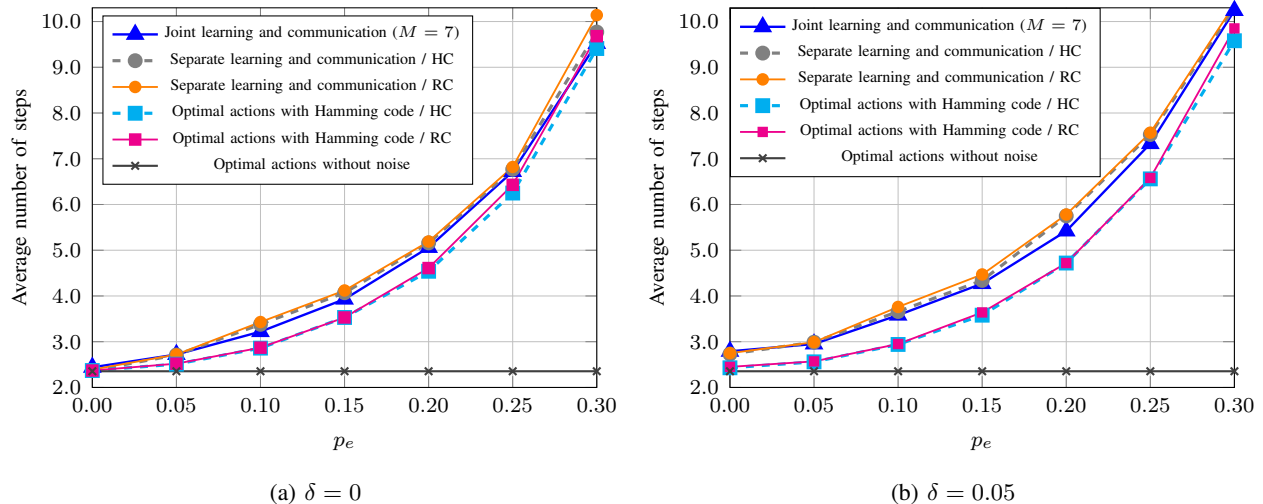 10.0
9.0
8.0
7.0
6.0
5.0
4.0
3.0
2.0
Average number of steps
Joint learning and communication (M = 7)
Separate learning and communication / HC
Separate learning and communication / RC
Optimal actions with Hamming code / HC
Optimal actions with Hamming code / RC
Optimal actions without noise
0.00 0.05 0.10 0.15 0.20 0.25 0.30
p_e
(a) δ = 0
10.0
9.0
8.0
7.0
6.0
5.0
4.0
3.0
2.0
Average number of steps
Joint learning and communication (M = 7)
Separate learning and communication / HC
Separate learning and communication / RC
Optimal actions with Hamming code / HC
Optimal actions with Hamming code / RC
Optimal actions without noise
0.00 0.05 0.10 0.15 0.20 0.25 0.30
p_e
(b) δ = 0.05